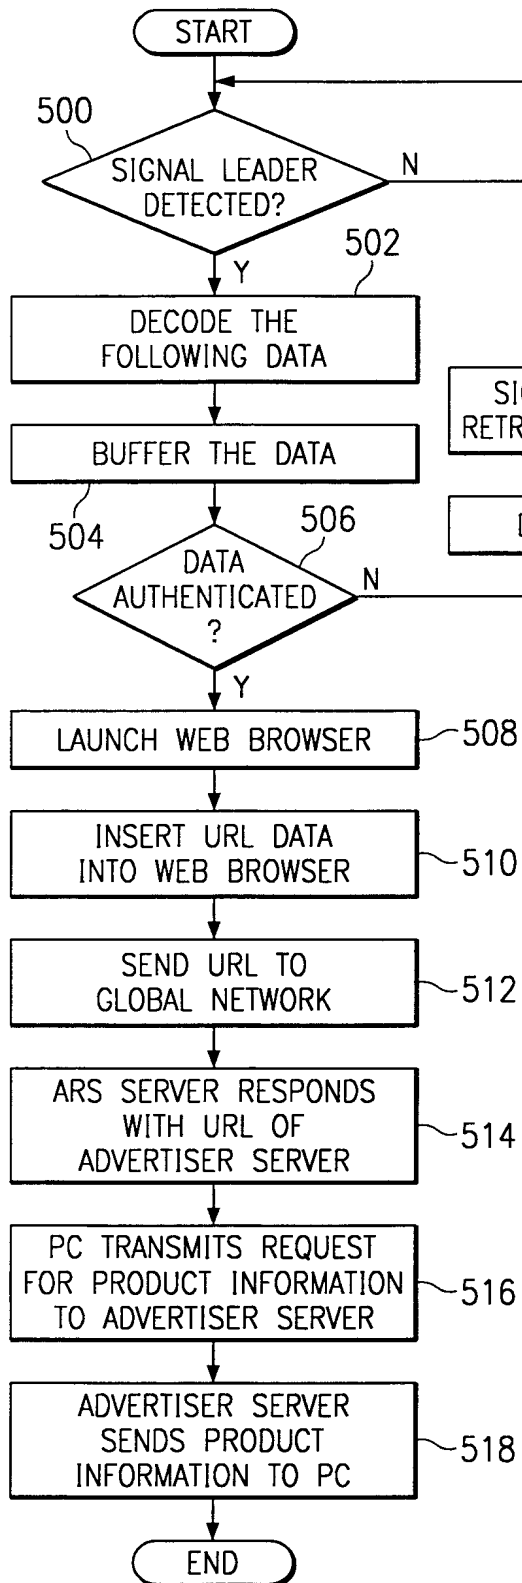 START
500
SIGNAL LEADER
DETECTED?
N
Y
502
DECODE THE
FOLLOWING DATA
BUFFER THE DATA
504
506
DATA
AUTHENTICATED
?
N
Y
LAUNCH WEB BROWSER
508
INSERT URL DATA
INTO WEB BROWSER
510
SEND URL TO
GLOBAL NETWORK
512
ARS SERVER RESPONDS
WITH URL OF
ADVERTISER SERVER
514
PC TRANSMITS REQUEST
FOR PRODUCT INFORMATION
TO ADVERTISER SERVER
516
ADVERTISER SERVER
SENDS PRODUCT
INFORMATION TO PC
518
END